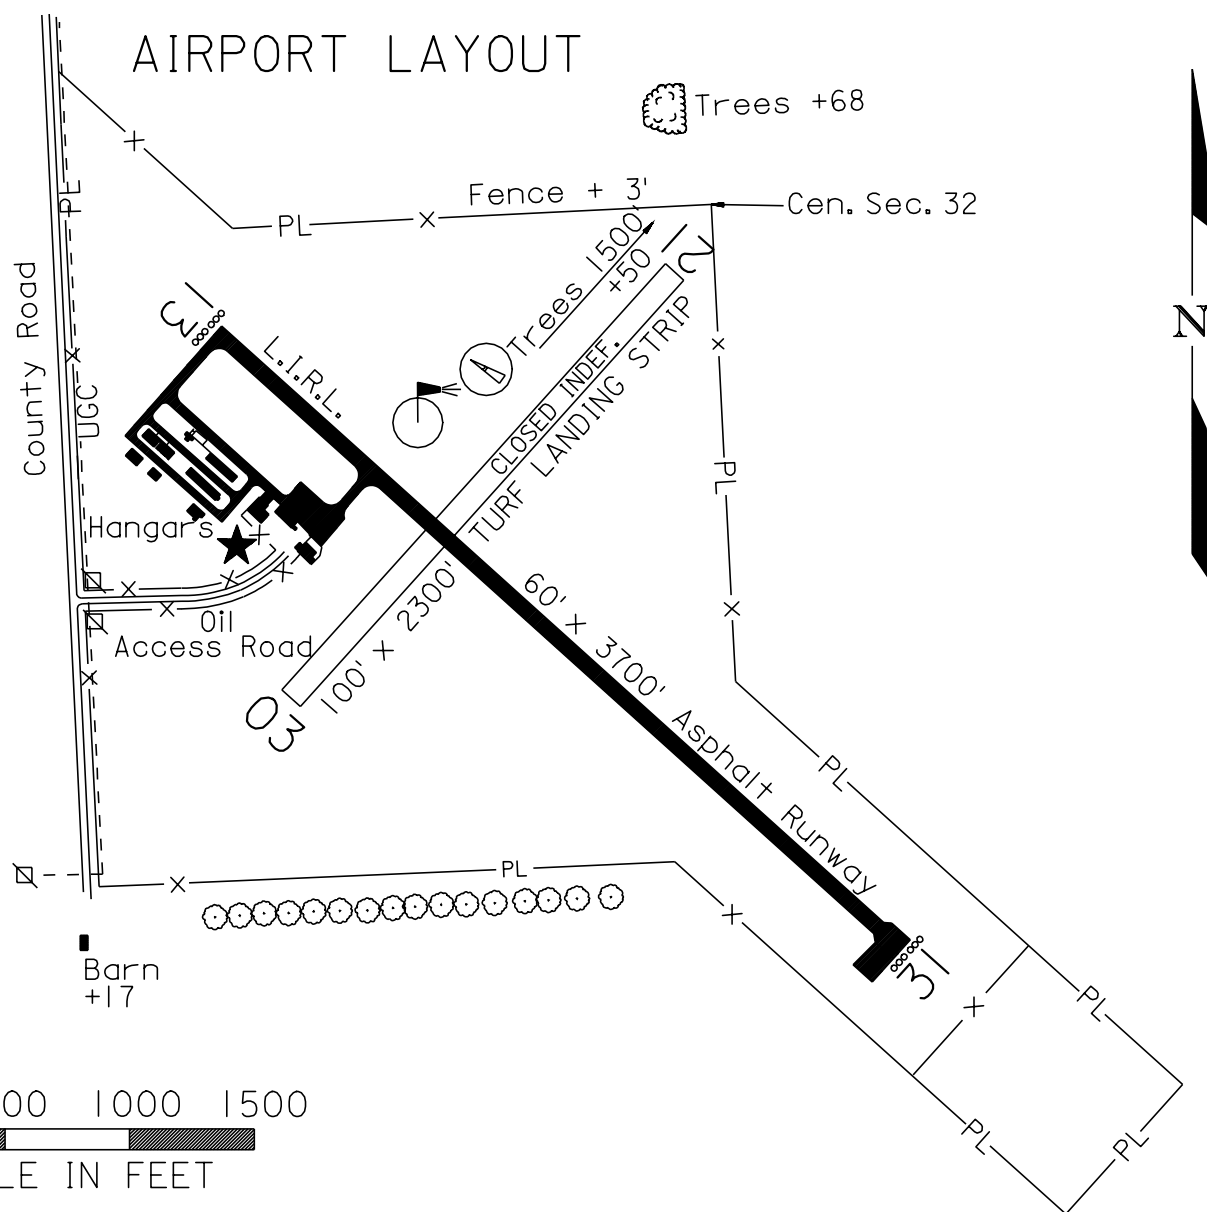 AIRPORT LAYOUT
Trees +68
PL
Fence + 3'
Cen. Sec. 32
PL
Trees 1500'
+50
21
13
N
County Road
L.I.R.L.
UGC
CLOSED INDEF.
TURF LANDING STRIP
PL
Hangars
60' X 3700' Asphalt Runway
100' X 2300'
Oil
Access Road
03
PL
PL
31
Barn
+17
PL
PL
PL
00 1000 1500
LE IN FEET